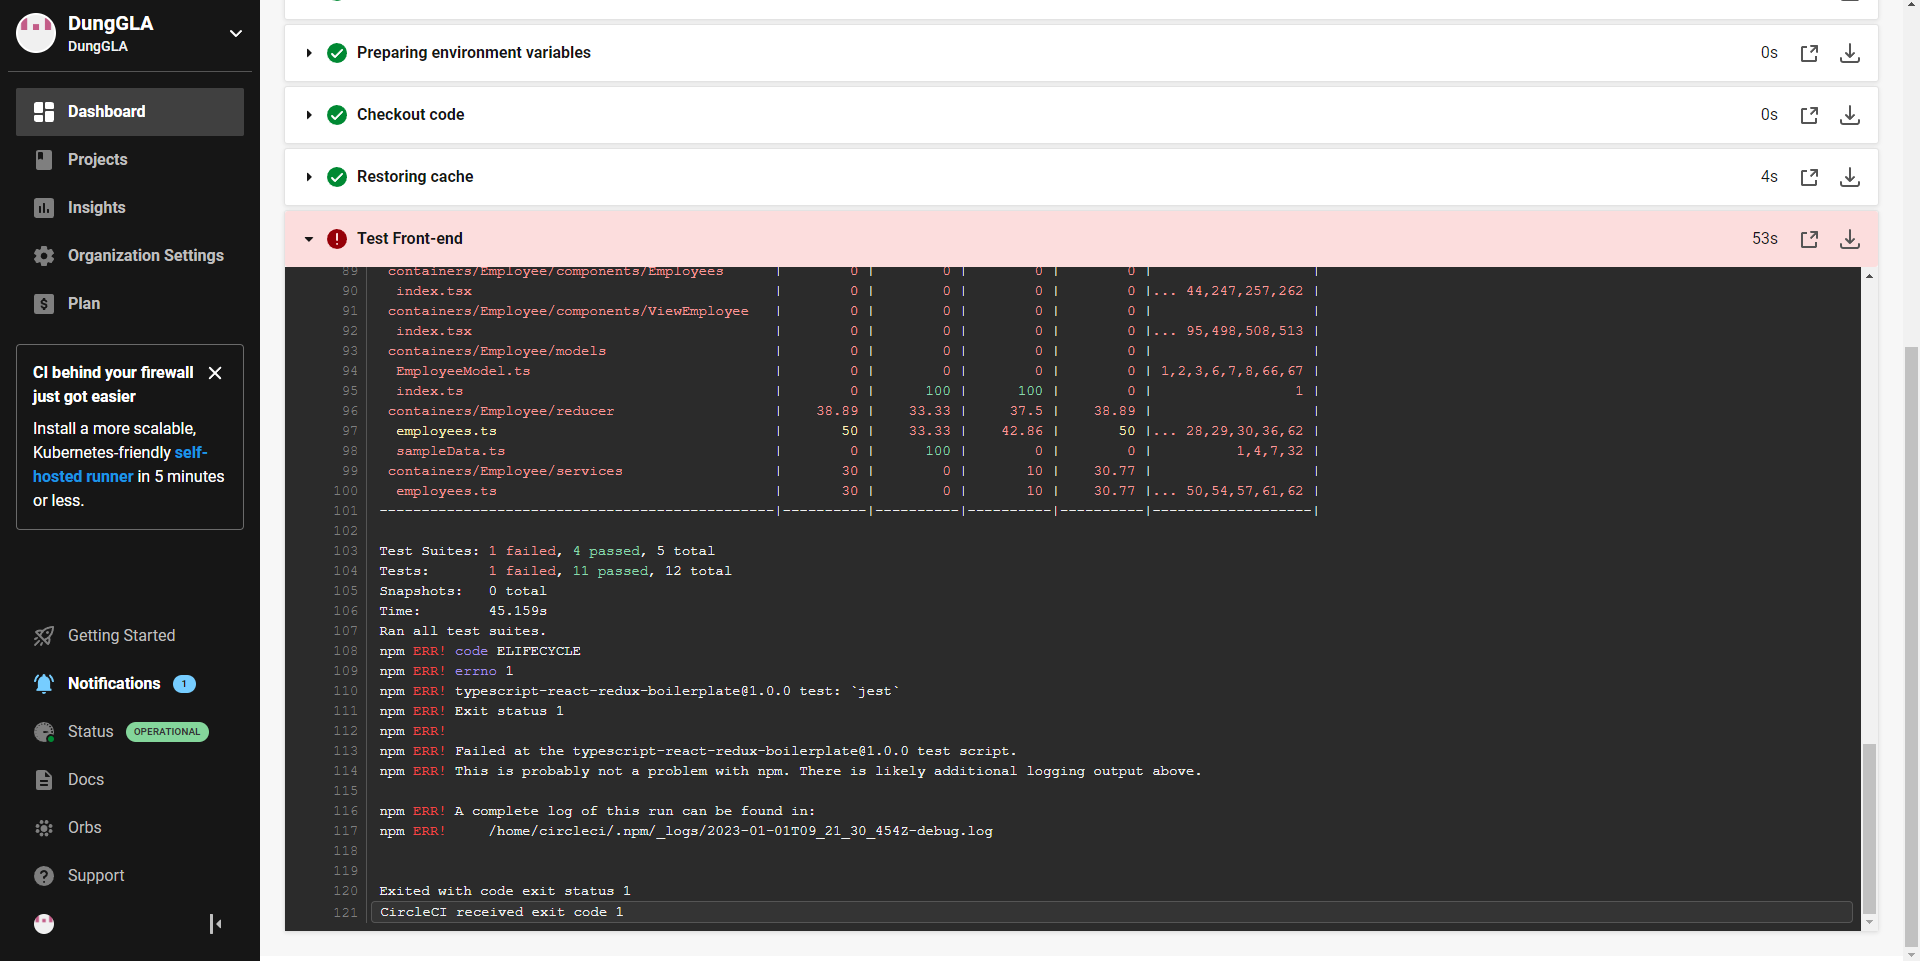 DungGLA
DungGLA
Dashboard
Projects
Insights
Organization Settings
Plan
CI behind your firewall
just got easier
Install a more scalable,
Kubernetes-friendly self-
hosted runner in 5 minutes
or less.
Getting Started
Notifications 1
Status OPERATIONAL
Docs
Orbs
Support
Preparing environment variables 0s
Checkout code 0s
Restoring cache 4s
Test Front-end 53s
89 containers/Employee/components/Employees | 0 | 0 | 0 | 0 | |
90 index.tsx | 0 | 0 | 0 | 0 |... 44,247,257,262 |
91 containers/Employee/components/ViewEmployee | 0 | 0 | 0 | 0 | |
92 index.tsx | 0 | 0 | 0 | 0 |... 95,498,508,513 |
93 containers/Employee/models | 0 | 0 | 0 | 0 | |
94 EmployeeModel.ts | 0 | 0 | 0 | 0 | 1,2,3,6,7,8,66,67 |
95 index.ts | 0 | 100 | 100 | 0 | 1 |
96 containers/Employee/reducer | 38.89 | 33.33 | 37.5 | 38.89 | |
97 employees.ts | 50 | 33.33 | 42.86 | 50 |... 28,29,30,36,62 |
98 sampleData.ts | 0 | 100 | 0 | 0 | 1,4,7,32 |
99 containers/Employee/services | 30 | 0 | 10 | 30.77 | |
100 employees.ts | 30 | 0 | 10 | 30.77 |... 50,54,57,61,62 |
101 -----------------------------------------------|----------|----------|----------|----------|-------------------|
102
103 Test Suites: 1 failed, 4 passed, 5 total
104 Tests: 1 failed, 11 passed, 12 total
105 Snapshots: 0 total
106 Time: 45.159s
107 Ran all test suites.
108 npm ERR! code ELIFECYCLE
109 npm ERR! errno 1
110 npm ERR! typescript-react-redux-boilerplate@1.0.0 test: `jest`
111 npm ERR! Exit status 1
112 npm ERR!
113 npm ERR! Failed at the typescript-react-redux-boilerplate@1.0.0 test script.
114 npm ERR! This is probably not a problem with npm. There is likely additional logging output above.
115
116 npm ERR! A complete log of this run can be found in:
117 npm ERR! /home/circleci/.npm/_logs/2023-01-01T09_21_30_454Z-debug.log
118
119
120 Exited with code exit status 1
121 CircleCI received exit code 1